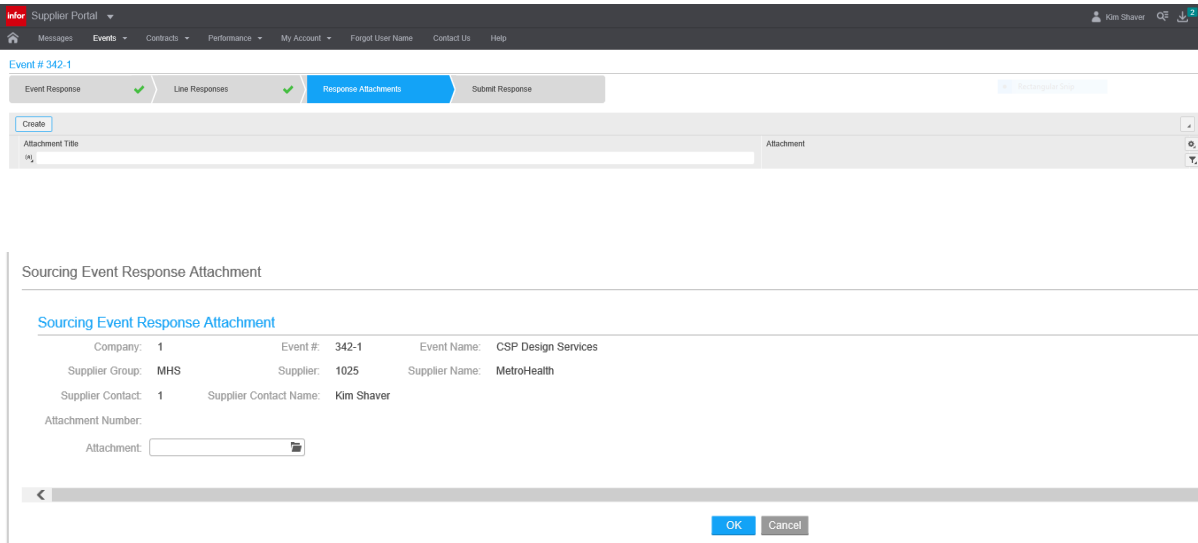 infor Supplier Portal Kim Shaver 2
Messages Events Contracts Performance My Account Forgot User Name Contact Us Help
Event # 342-1
Event Response Line Responses Response Attachments Submit Response Rectangular Snip
Create
Attachment Title Attachment
Sourcing Event Response Attachment
Sourcing Event Response Attachment
Company: 1 Event #: 342-1 Event Name: CSP Design Services
Supplier Group: MHS Supplier: 1025 Supplier Name: MetroHealth
Supplier Contact: 1 Supplier Contact Name: Kim Shaver
Attachment Number:
Attachment:
OK Cancel